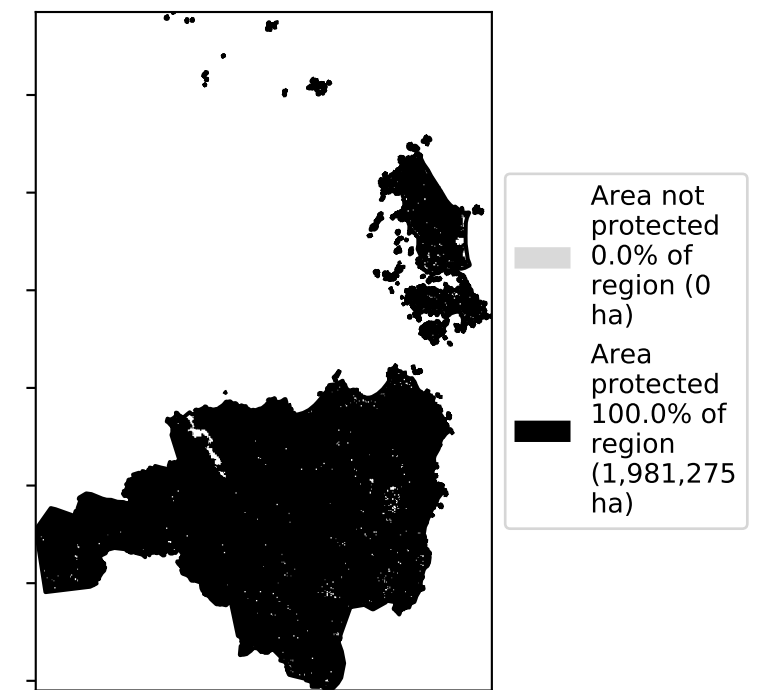 Area not
protected
0.0% of
region (0
ha)
Area
protected
100.0% of
region
(1,981,275
ha)